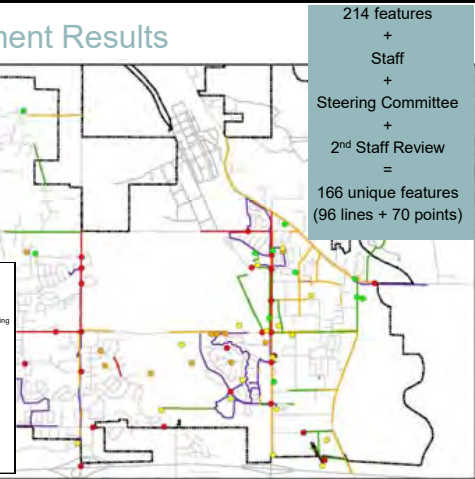 ment Results
214 features
+
Staff
+
Steering Committee
+
2nd Staff Review
=
166 unique features
(96 lines + 70 points)